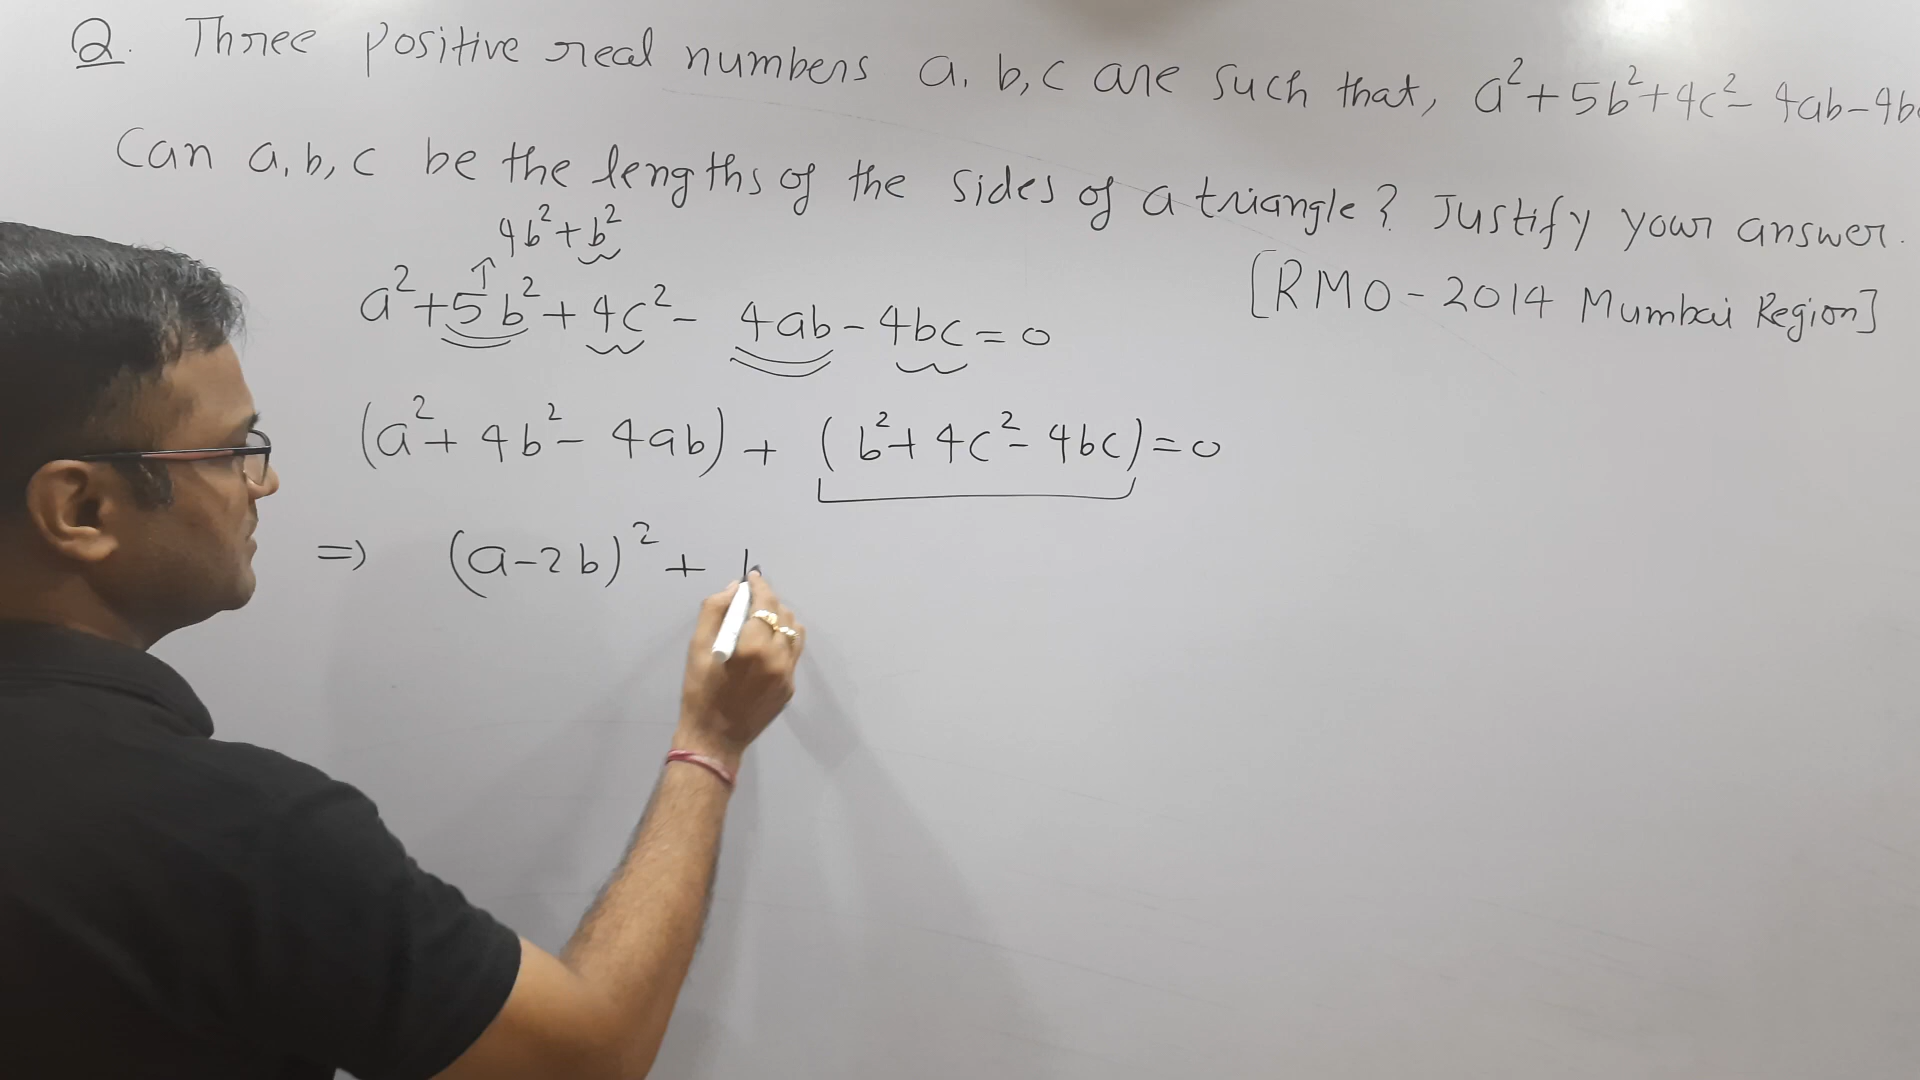 Q. Three positive real numbers a, b, c are such that, a²+5b²+4c²-4ab-4b
Can a, b, c be the lengths of the sides of a triangle? Justify your answer.
[RMO-2014 Mumbai Region]
4b²+b²
↑
a²+5b²+4c²-4ab-4bc=0
(a²+4b²-4ab)+(b²+4c²-4bc)=0
⇒ (a-2b)²+